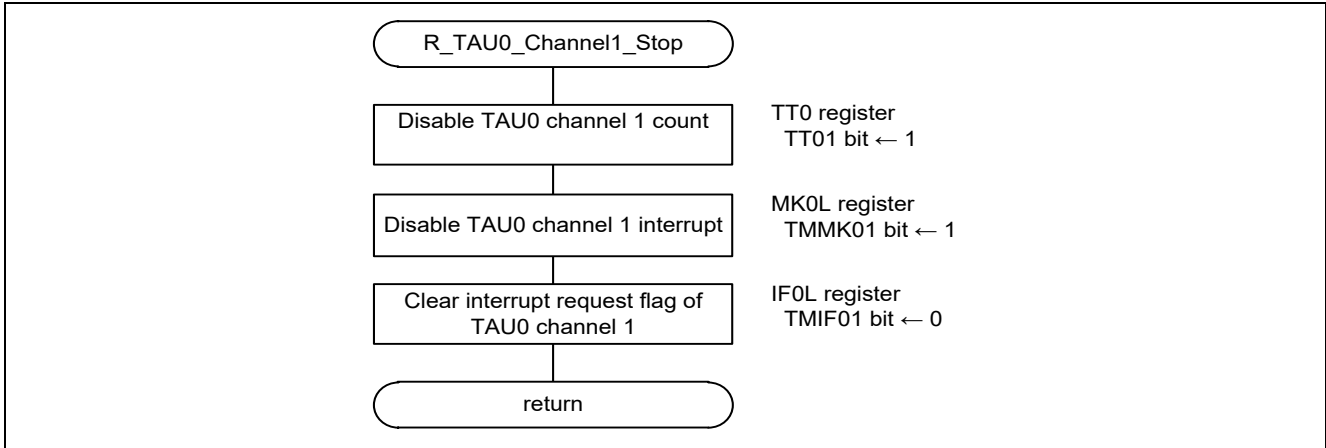 R_TAU0_Channel1_Stop
Disable TAU0 channel 1 count
TT0 register
TT01 bit ← 1
Disable TAU0 channel 1 interrupt
MK0L register
TMMK01 bit ← 1
Clear interrupt request flag of
TAU0 channel 1
IF0L register
TMIF01 bit ← 0
return